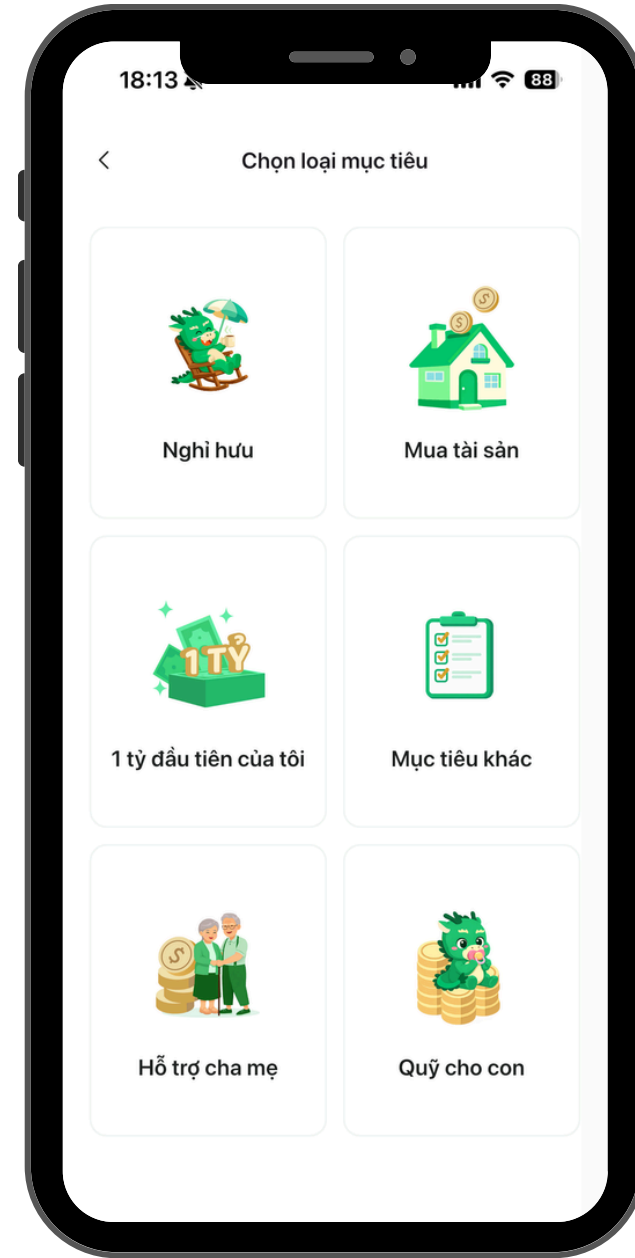 18:13
88
Chọn loại mục tiêu
Nghỉ hưu
Mua tài sản
1 TỶ
1 tỷ đầu tiên của tôi
Mục tiêu khác
Hỗ trợ cha mẹ
Quỹ cho con